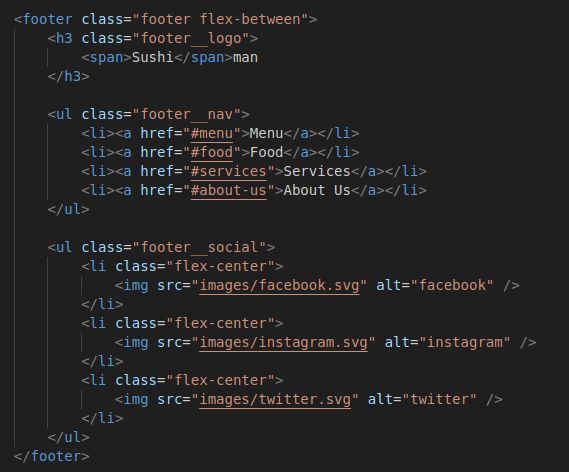 <footer class="footer flex-between">
    <h3 class="footer__logo">
        <span>Sushi</span>man
    </h3>

    <ul class="footer__nav">
        <li><a href="#menu">Menu</a></li>
        <li><a href="#food">Food</a></li>
        <li><a href="#services">Services</a></li>
        <li><a href="#about-us">About Us</a></li>
    </ul>

    <ul class="footer__social">
        <li class="flex-center">
            <img src="images/facebook.svg" alt="facebook" />
        </li>
        <li class="flex-center">
            <img src="images/instagram.svg" alt="instagram" />
        </li>
        <li class="flex-center">
            <img src="images/twitter.svg" alt="twitter" />
        </li>
    </ul>
</footer>